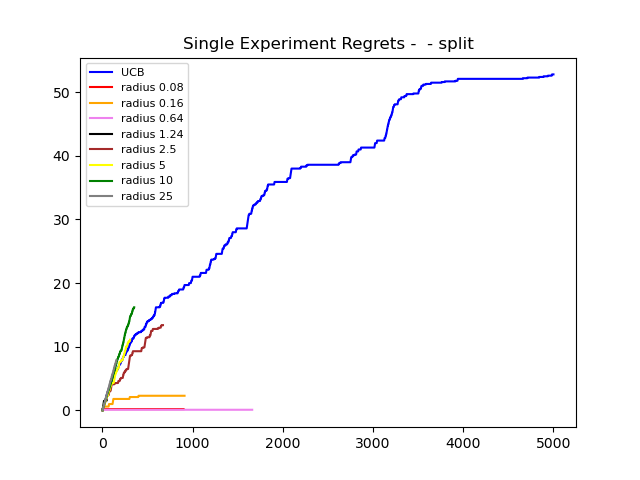 Single Experiment Regrets -  - split
UCB
radius 0.08
radius 0.16
radius 0.64
radius 1.24
radius 2.5
radius 5
radius 10
radius 25
50
40
30
20
10
0
0 1000 2000 3000 4000 5000